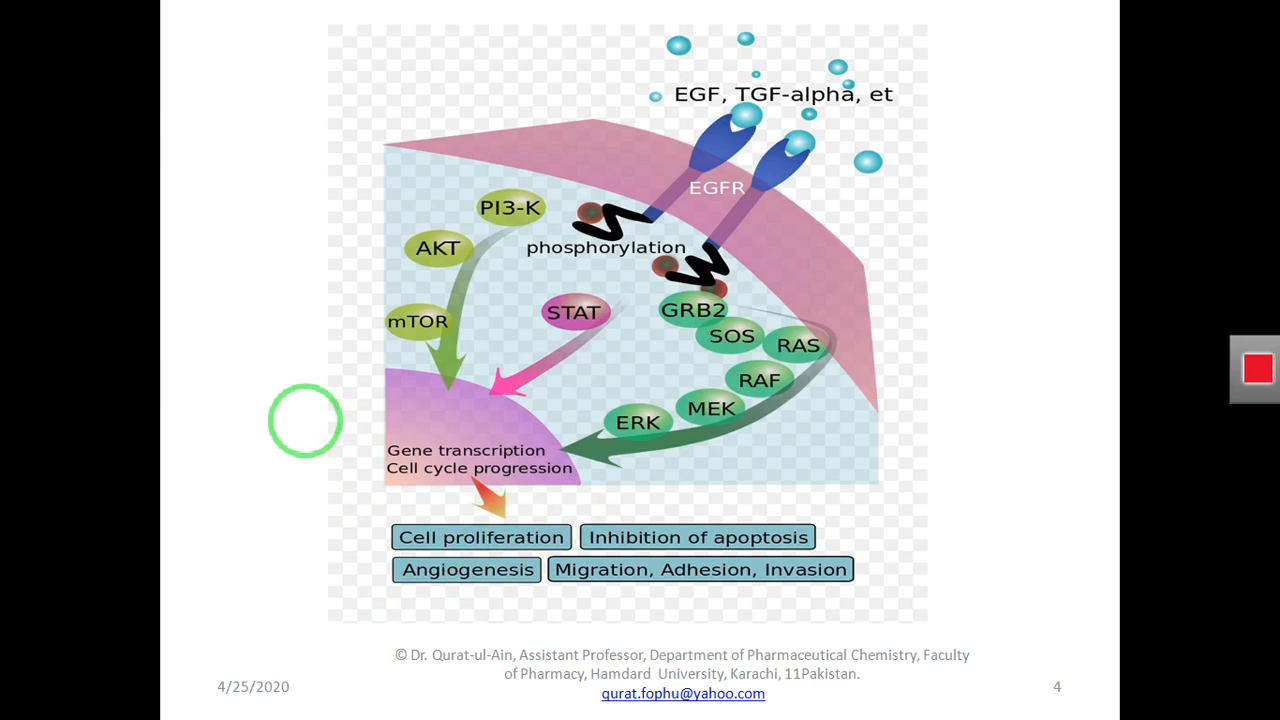 EGF, TGF-alpha, et
EGFR
PI3-K
AKT
phosphorylation
mTOR
STAT
GRB2
SOS
RAS
RAF
MEK
ERK
Gene transcription
Cell cycle progression
Cell proliferation
Inhibition of apoptosis
Angiogenesis
Migration, Adhesion, Invasion
© Dr. Qurat-ul-Ain, Assistant Professor, Department of Pharmaceutical Chemistry, Faculty
of Pharmacy, Hamdard University, Karachi, 11Pakistan.
qurat.fophu@yahoo.com
4/25/2020
4